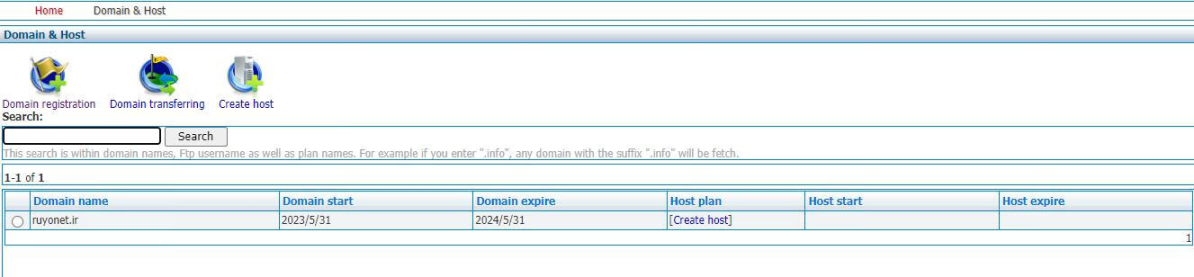 Home Domain & Host
Domain & Host
Domain registration Domain transferring Create host
Search:
Search
This search is within domain names, Ftp username as well as plan names. For example if you enter ".info", any domain with the suffix ".info" will be fetch.
1-1 of 1
Domain name Domain start Domain expire Host plan Host start Host expire
ruyonet.ir 2023/5/31 2024/5/31 [Create host]
1